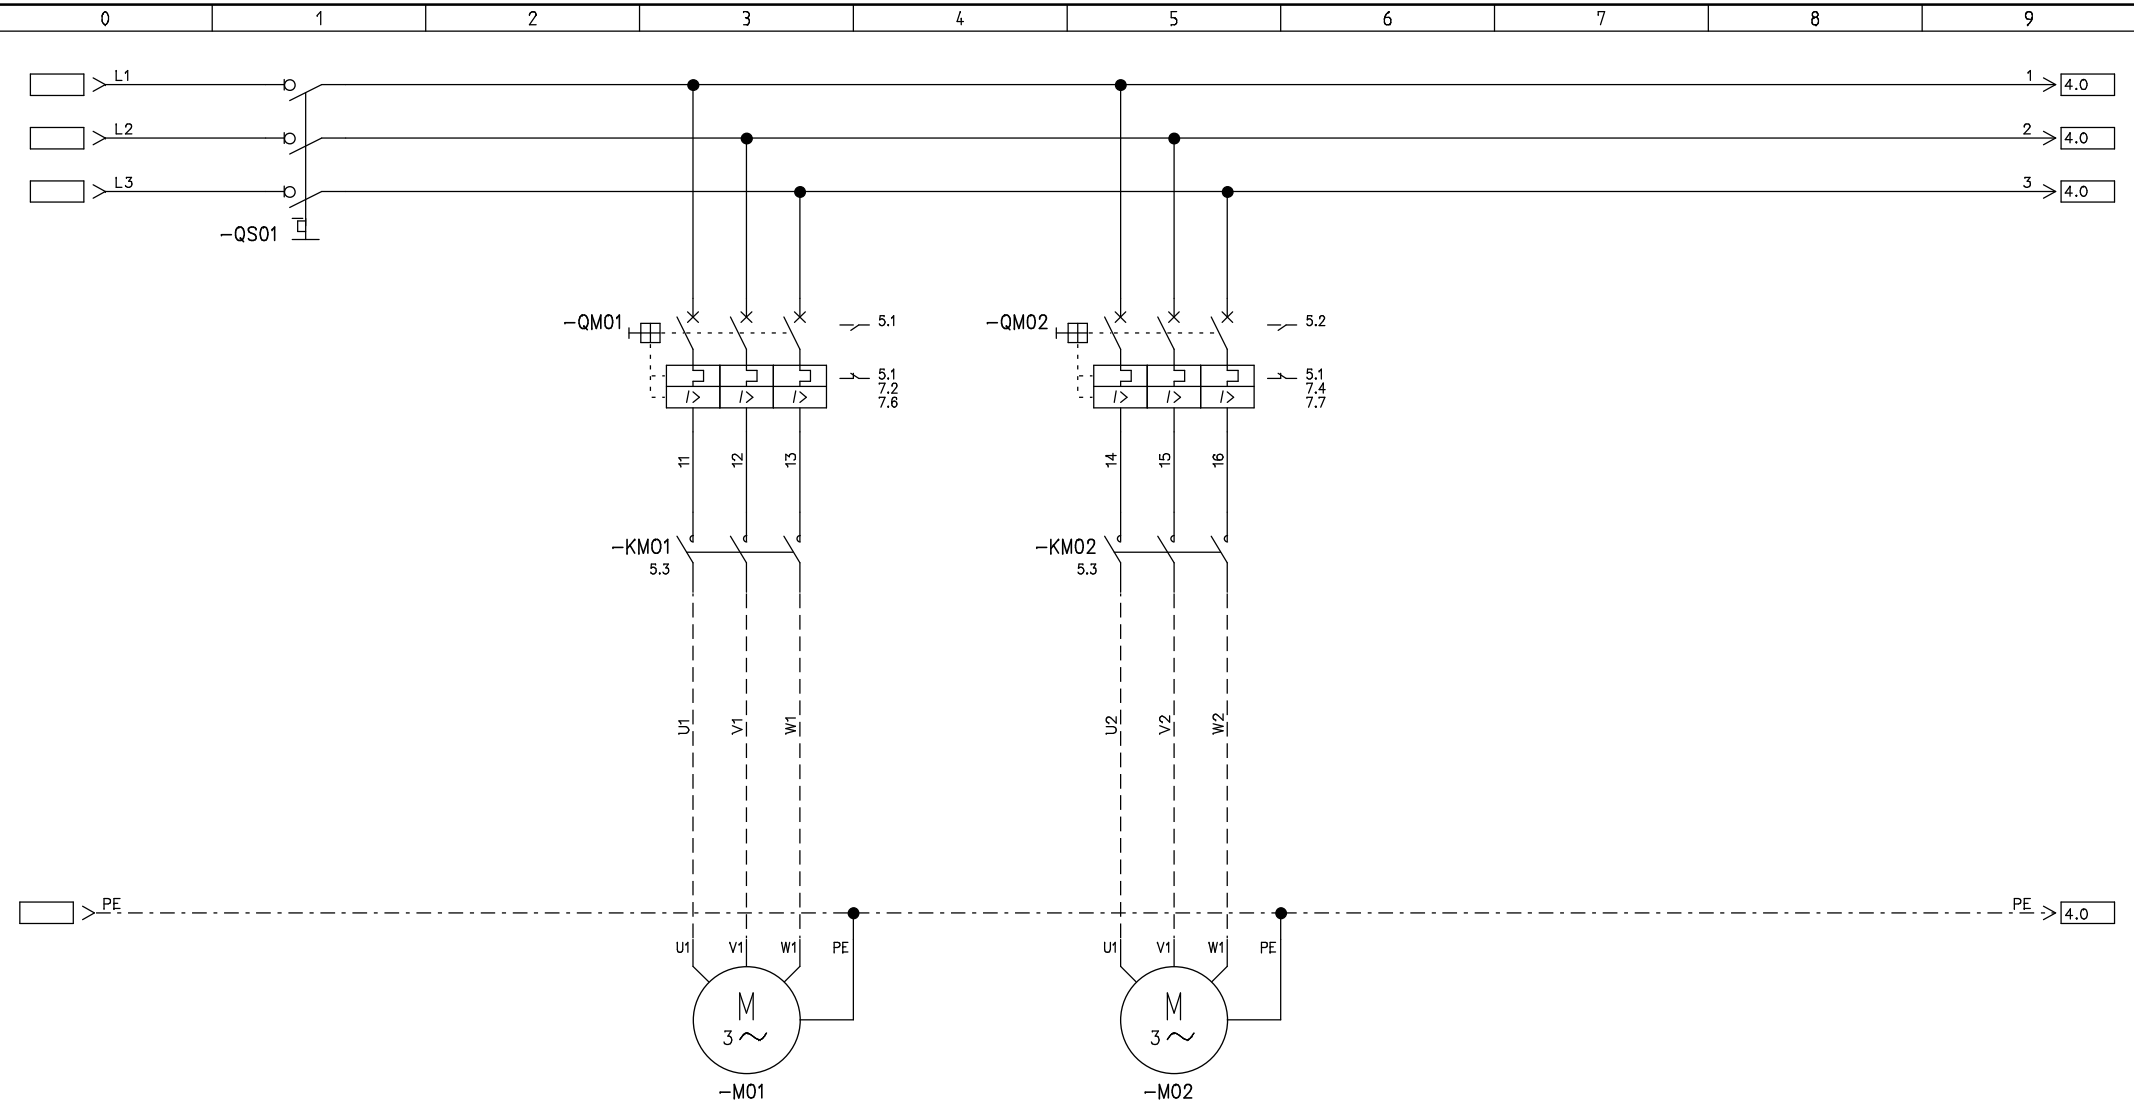 0 1 2 3 4 5 6 7 8 9
L1 1 4.0
L2 2 4.0
L3 3 4.0
-QS01
-QM01 5.1 -QM02 5.2
5.1 5.1
7.2 7.4
7.6 7.7
I> I> I> I> I> I>
11 12 13 14 15 16
-KM01 -KM02
5.3 5.3
U1 V1 W1 U2 V2 W2
PE PE 4.0
U1 V1 W1 PE U1 V1 W1 PE
M M
3~ 3~
-M01 -M02